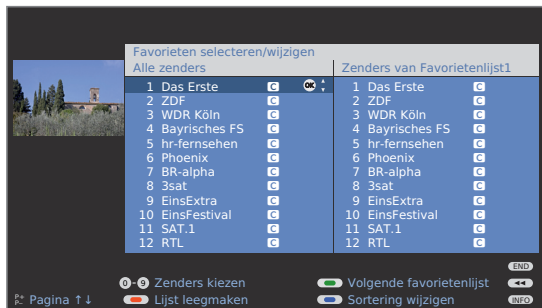 Favorieten selecteren/wijzigen
Alle zenders
Zenders van Favorietenlijst1
1 Das Erste C OK
2 ZDF C
3 WDR Köln C
4 Bayrisches FS C
5 hr-fernsehen C
6 Phoenix C
7 BR-alpha C
8 3sat C
9 EinsExtra C
10 EinsFestival C
11 SAT.1 C
12 RTL C
1 Das Erste C
2 ZDF C
3 WDR Köln C
4 Bayrisches FS C
5 hr-fernsehen C
6 Phoenix C
7 BR-alpha C
8 3sat C
9 EinsExtra C
10 EinsFestival C
11 SAT.1 C
12 RTL C
END
0-9 Zenders kiezen
Volgende favorietenlijst
P+ P- Pagina ↑↓
Lijst leegmaken
Sortering wijzigen
INFO